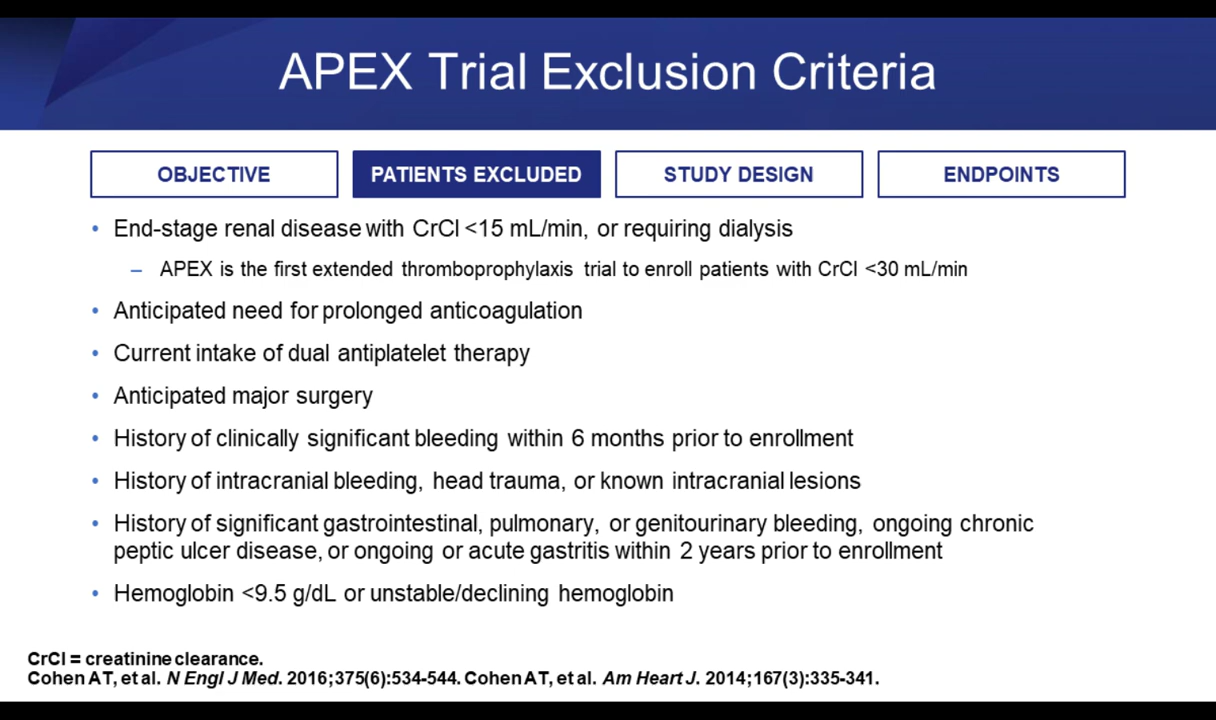 APEX Trial Exclusion Criteria
OBJECTIVE
PATIENTS EXCLUDED
STUDY DESIGN
ENDPOINTS
• End-stage renal disease with CrCl <15 mL/min, or requiring dialysis
– APEX is the first extended thromboprophylaxis trial to enroll patients with CrCl <30 mL/min
• Anticipated need for prolonged anticoagulation
• Current intake of dual antiplatelet therapy
• Anticipated major surgery
• History of clinically significant bleeding within 6 months prior to enrollment
• History of intracranial bleeding, head trauma, or known intracranial lesions
• History of significant gastrointestinal, pulmonary, or genitourinary bleeding, ongoing chronic
peptic ulcer disease, or ongoing or acute gastritis within 2 years prior to enrollment
• Hemoglobin <9.5 g/dL or unstable/declining hemoglobin
CrCl = creatinine clearance.
Cohen AT, et al. N Engl J Med. 2016;375(6):534-544. Cohen AT, et al. Am Heart J. 2014;167(3):335-341.